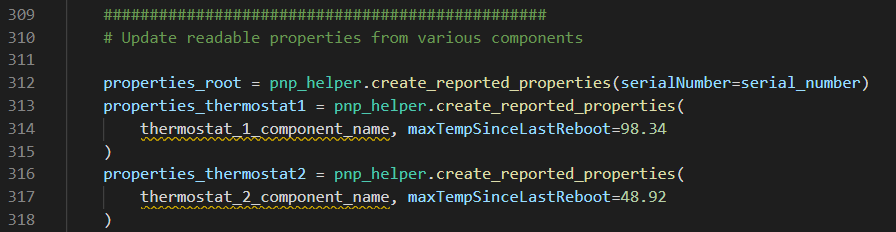 309 ################################################
310 # Update readable properties from various components
311
312 properties_root = pnp_helper.create_reported_properties(serialNumber=serial_number)
313 properties_thermostat1 = pnp_helper.create_reported_properties(
314 thermostat_1_component_name, maxTempSinceLastReboot=98.34
315 )
316 properties_thermostat2 = pnp_helper.create_reported_properties(
317 thermostat_2_component_name, maxTempSinceLastReboot=48.92
318 )